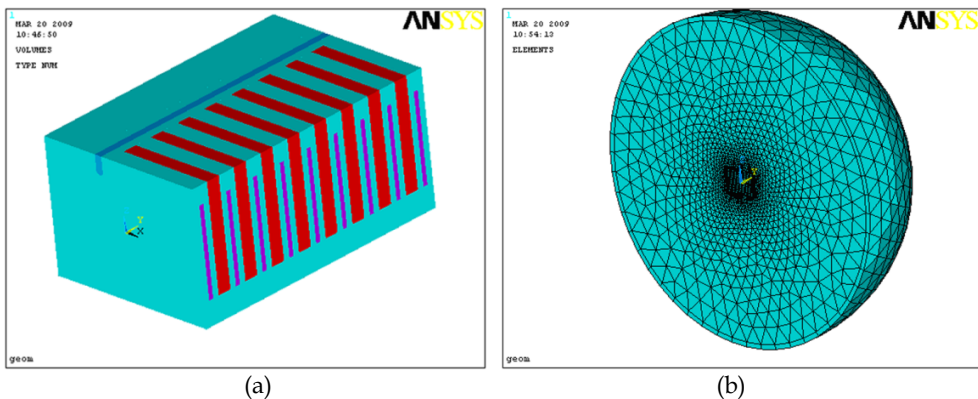 1
MAR 20 2009
10:46:50
VOLUMES
TYPE NUM
ANSYS
Y
X
geom
(a)
1
MAR 20 2009
10:54:13
ELEMENTS
ANSYS
Y
geom
(b)